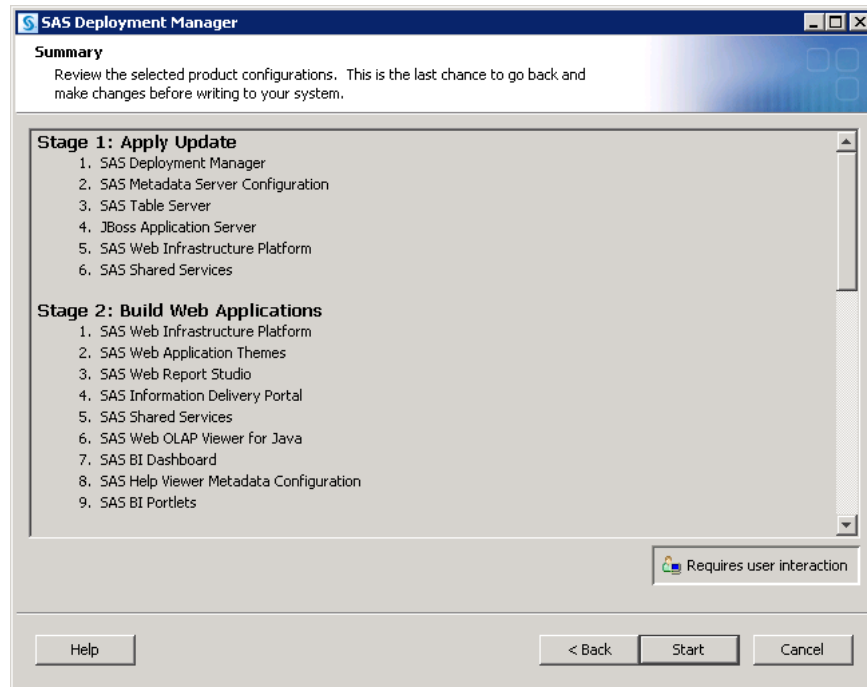 SAS Deployment Manager
Summary
Review the selected product configurations. This is the last chance to go back and
make changes before writing to your system.
Stage 1: Apply Update
1. SAS Deployment Manager
2. SAS Metadata Server Configuration
3. SAS Table Server
4. JBoss Application Server
5. SAS Web Infrastructure Platform
6. SAS Shared Services
Stage 2: Build Web Applications
1. SAS Web Infrastructure Platform
2. SAS Web Application Themes
3. SAS Web Report Studio
4. SAS Information Delivery Portal
5. SAS Shared Services
6. SAS Web OLAP Viewer for Java
7. SAS BI Dashboard
8. SAS Help Viewer Metadata Configuration
9. SAS BI Portlets
Requires user interaction
Help
< Back
Start
Cancel